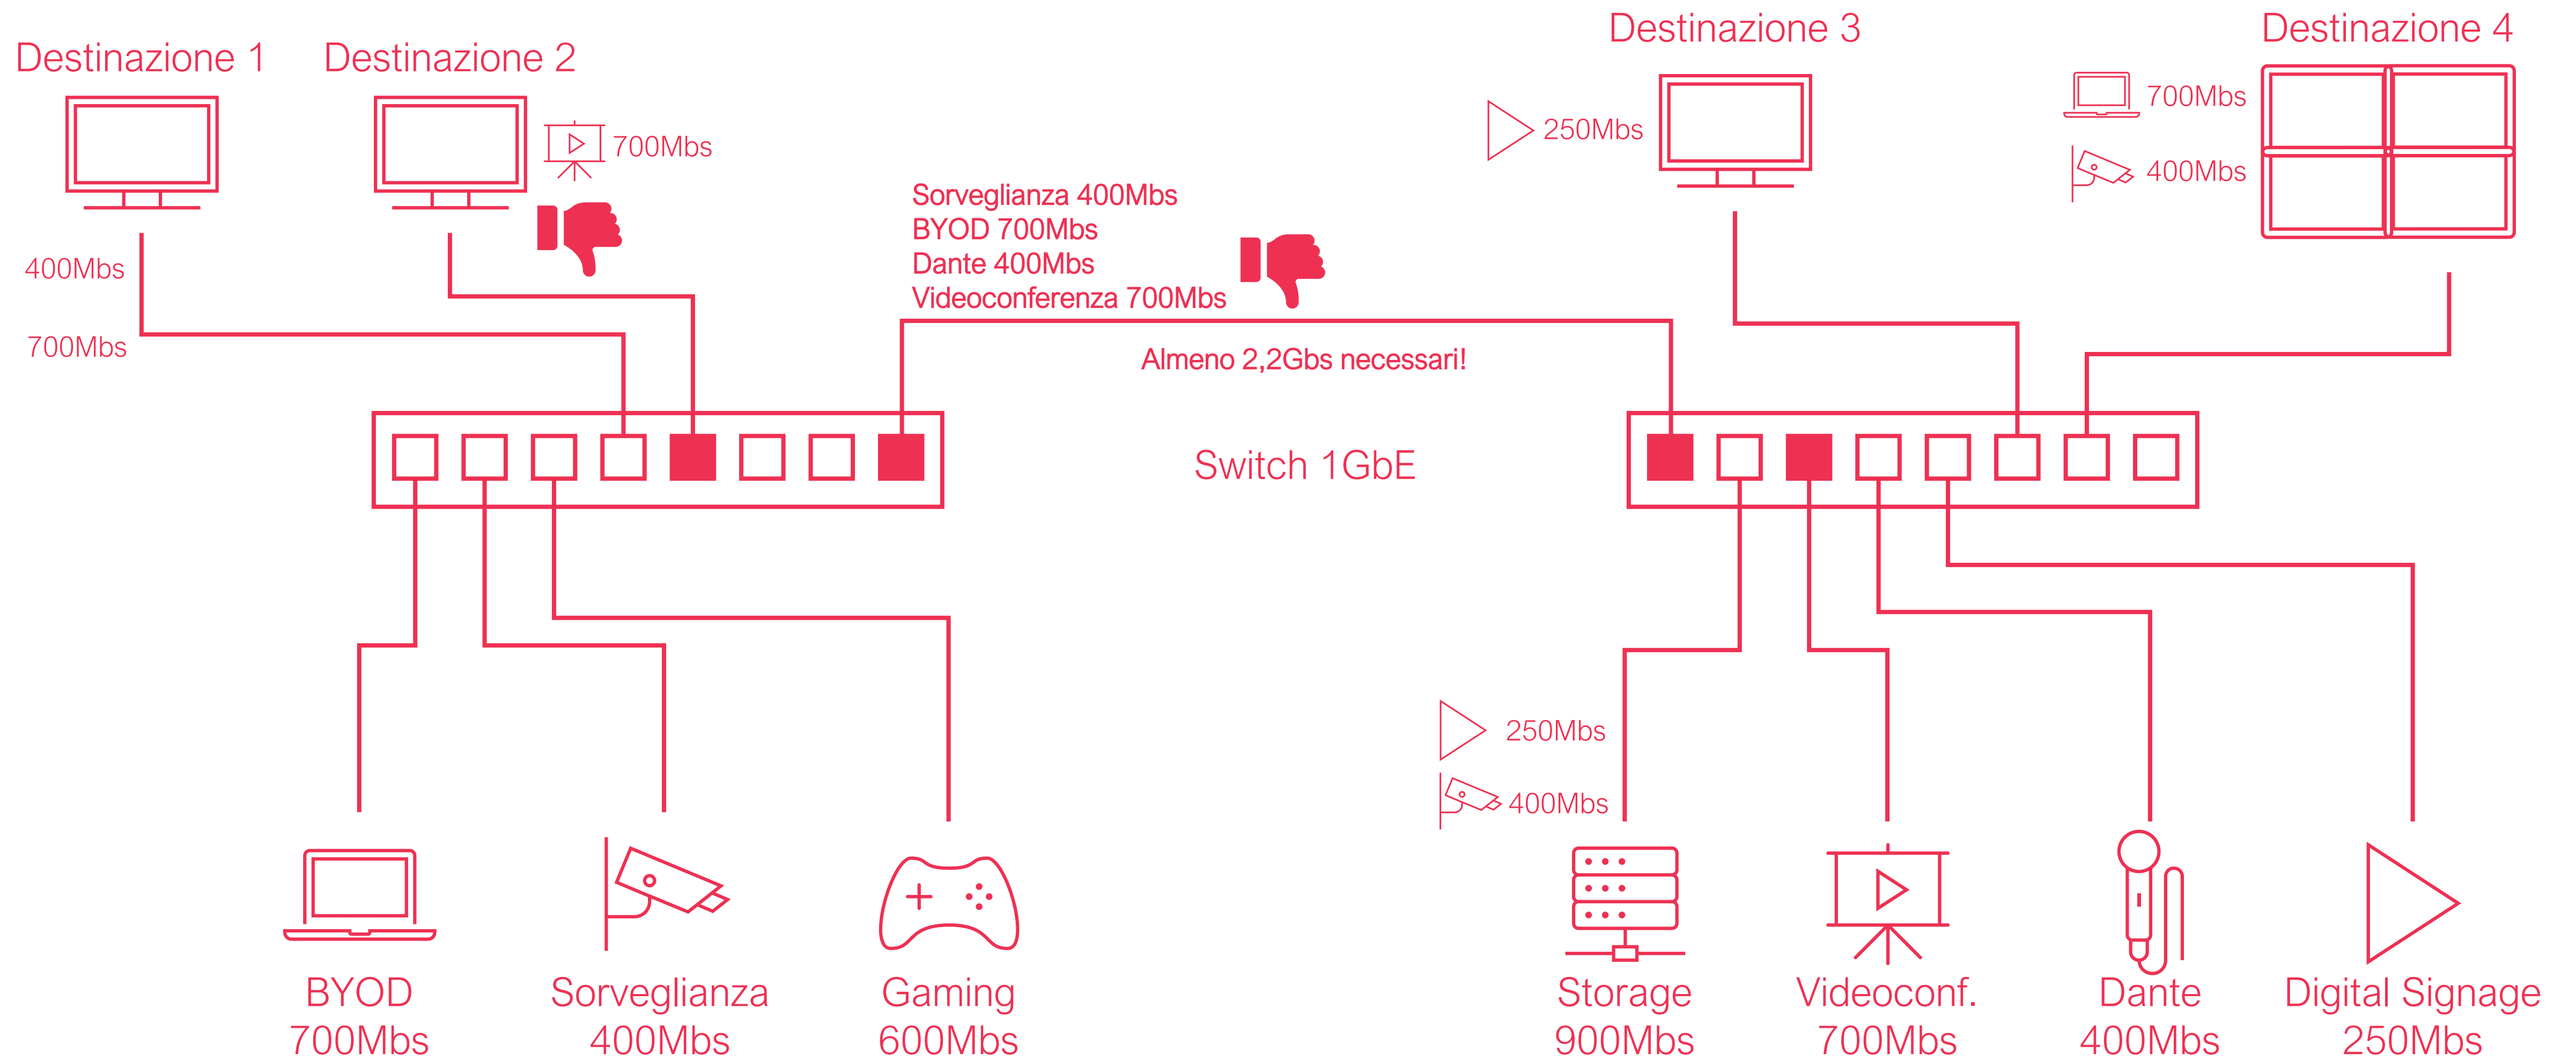 Destinazione 1
Destinazione 2
Destinazione 3
Destinazione 4
700Mbs
250Mbs
700Mbs
400Mbs
Sorveglianza 400Mbs
BYOD 700Mbs
Dante 400Mbs
Videoconferenza 700Mbs
400Mbs
700Mbs
Almeno 2,2Gbs necessari!
Switch 1GbE
250Mbs
400Mbs
BYOD
700Mbs
Sorveglianza
400Mbs
Gaming
600Mbs
Storage
900Mbs
Videoconf.
700Mbs
Dante
400Mbs
Digital Signage
250Mbs